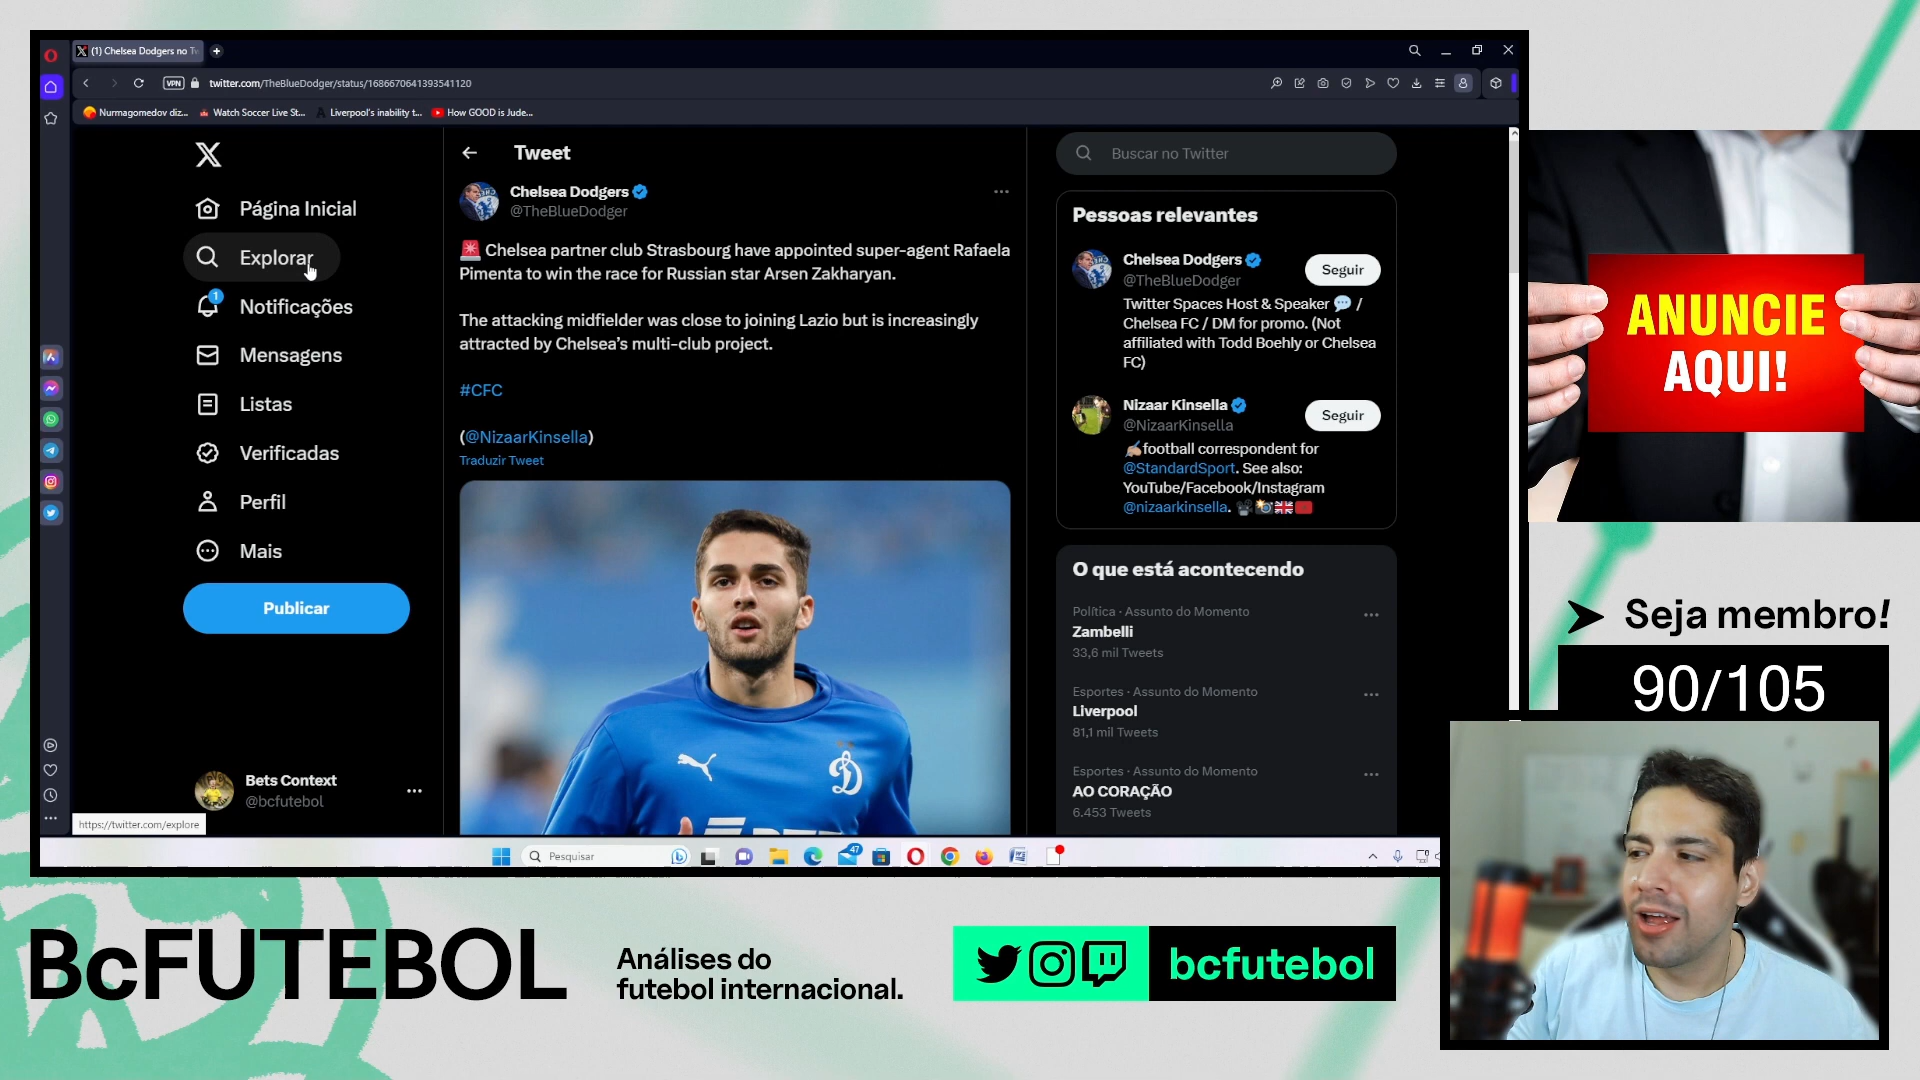 (1) Chelsea Dodgers no Tw
VPN
twitter.com/TheBlueDodger/status/1686670641393541120
Nurmagomedov diz...
Watch Soccer Live St...
Liverpool's inability t...
How GOOD is Jude...
X
Página Inicial
Explorar
1
Notificações
Mensagens
Listas
Verificadas
Perfil
Mais
Publicar
Bets Context
@bcfutebol
https://twitter.com/explore
Tweet
Chelsea Dodgers
@TheBlueDodger
🚨 Chelsea partner club Strasbourg have appointed super-agent Rafaela
Pimenta to win the race for Russian star Arsen Zakharyan.
The attacking midfielder was close to joining Lazio but is increasingly
attracted by Chelsea’s multi-club project.
#CFC
(@NizaarKinsella)
Traduzir Tweet
Buscar no Twitter
Pessoas relevantes
Chelsea Dodgers
@TheBlueDodger
Seguir
Twitter Spaces Host & Speaker 💬 /
Chelsea FC / DM for promo. (Not
affiliated with Todd Boehly or Chelsea
FC)
Nizaar Kinsella
@NizaarKinsella
Seguir
✍🏽football correspondent for
@StandardSport. See also:
YouTube/Facebook/Instagram
@nizaarkinsella. 🎥📸🇬🇧🇲🇦
O que está acontecendo
Política · Assunto do Momento
Zambelli
33,6 mil Tweets
Esportes · Assunto do Momento
Liverpool
81,1 mil Tweets
Esportes · Assunto do Momento
AO CORAÇÃO
6.453 Tweets
Pesquisar
47
ANUNCIE
AQUI!
Seja membro!
90/105
BcFUTEBOL
Análises do
futebol internacional.
bcfutebol